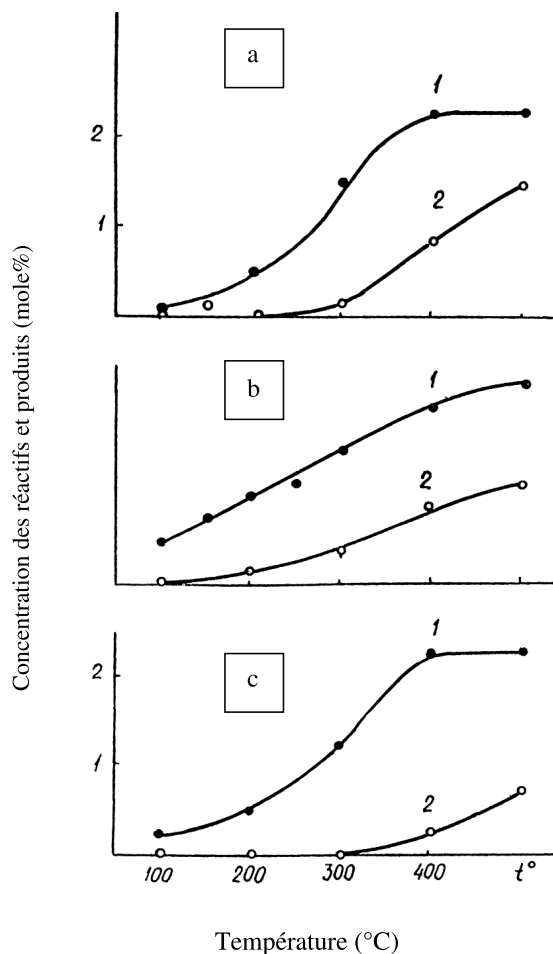 a
1
2
2
1
b
1
2
c
1
2
2
1
100 200 300 400 t°
Concentration des réactifs et produits (mole%)
Température (°C)